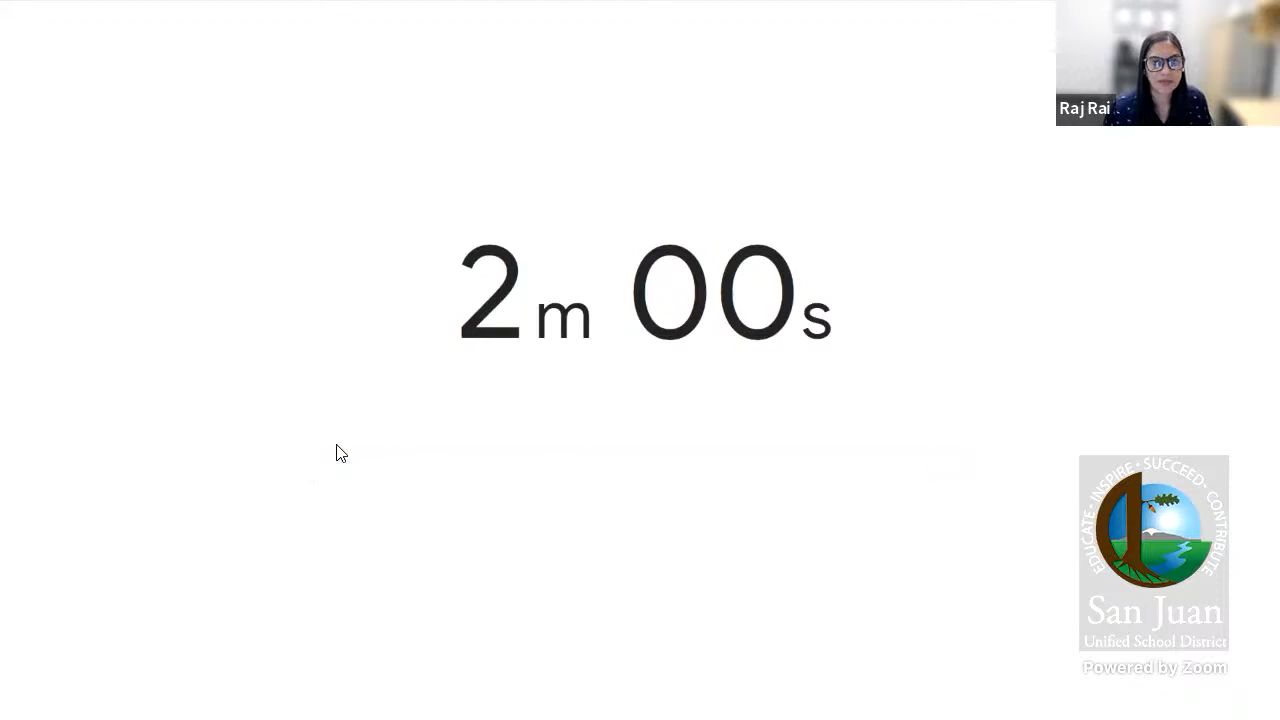 Raj Rai
2m 00s
EDUCATE · INSPIRE · SUCCEED · CONTRIBUTE
San Juan
Unified School District
Powered by Zoom